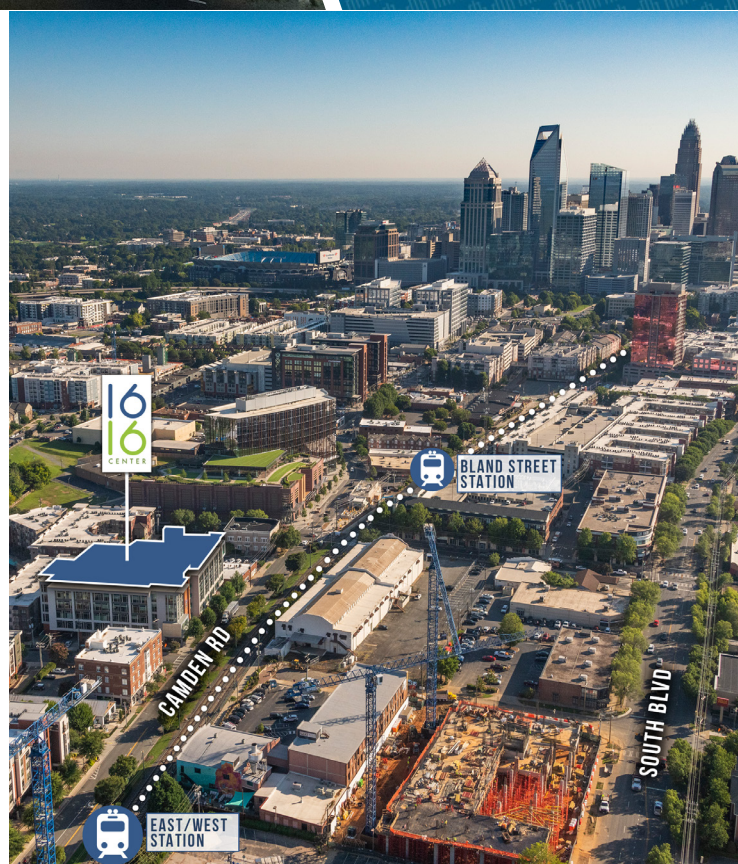 16
16
CENTER
BLAND STREET
STATION
CAMDEN RD
SOUTH BLVD
EAST/WEST
STATION